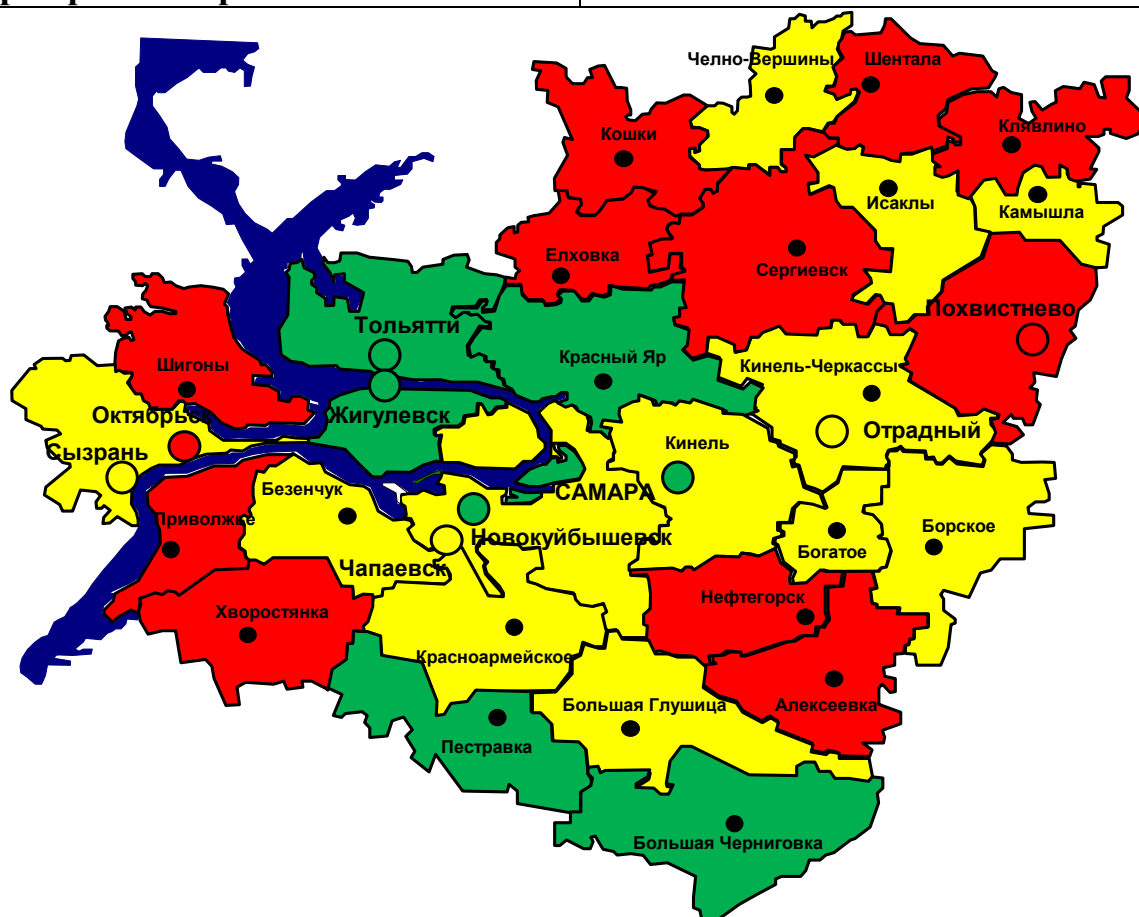 Челно-Вершины
Шентала
Кошки
Клявлино
Исаклы
Камышла
Елховка
Сергиевск
Похвистнево
Тольятти
Красный Яр
Шигоны
Кинель-Черкассы
Октябрьск
Жигулевск
Отрадный
Сызрань
Кинель
Безенчук
САМАРА
Приволжье
Новокуйбышевск
Богатое
Борское
Чапаевск
Хворостянка
Нефтегорск
Красноармейское
Большая Глушица
Алексеевка
Пестравка
Большая Черниговка